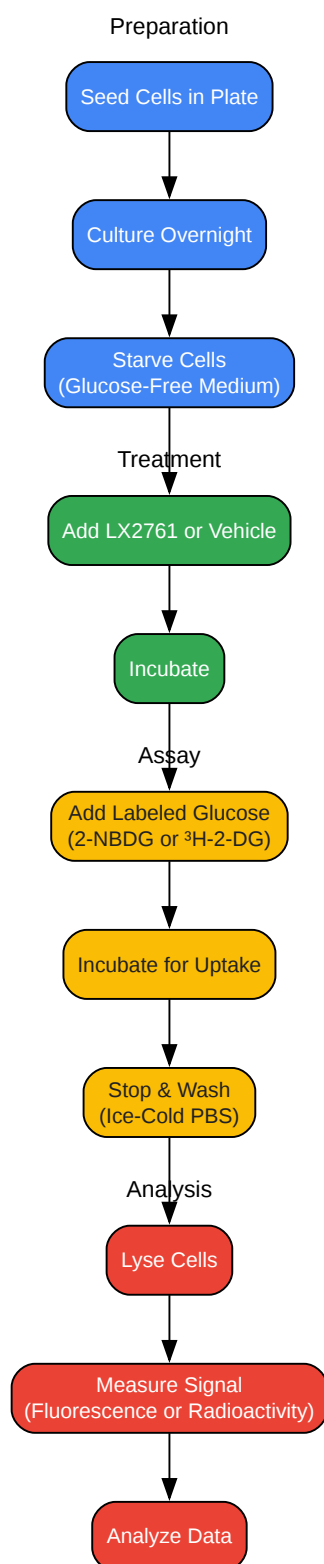 Preparation
Seed Cells in Plate
Culture Overnight
Starve Cells
(Glucose-Free Medium)
Treatment
Add LX2761 or Vehicle
Incubate
Assay
Add Labeled Glucose
(2-NBDG or ³H-2-DG)
Incubate for Uptake
Stop & Wash
(Ice-Cold PBS)
Analysis
Lyse Cells
Measure Signal
(Fluorescence or Radioactivity)
Analyze Data